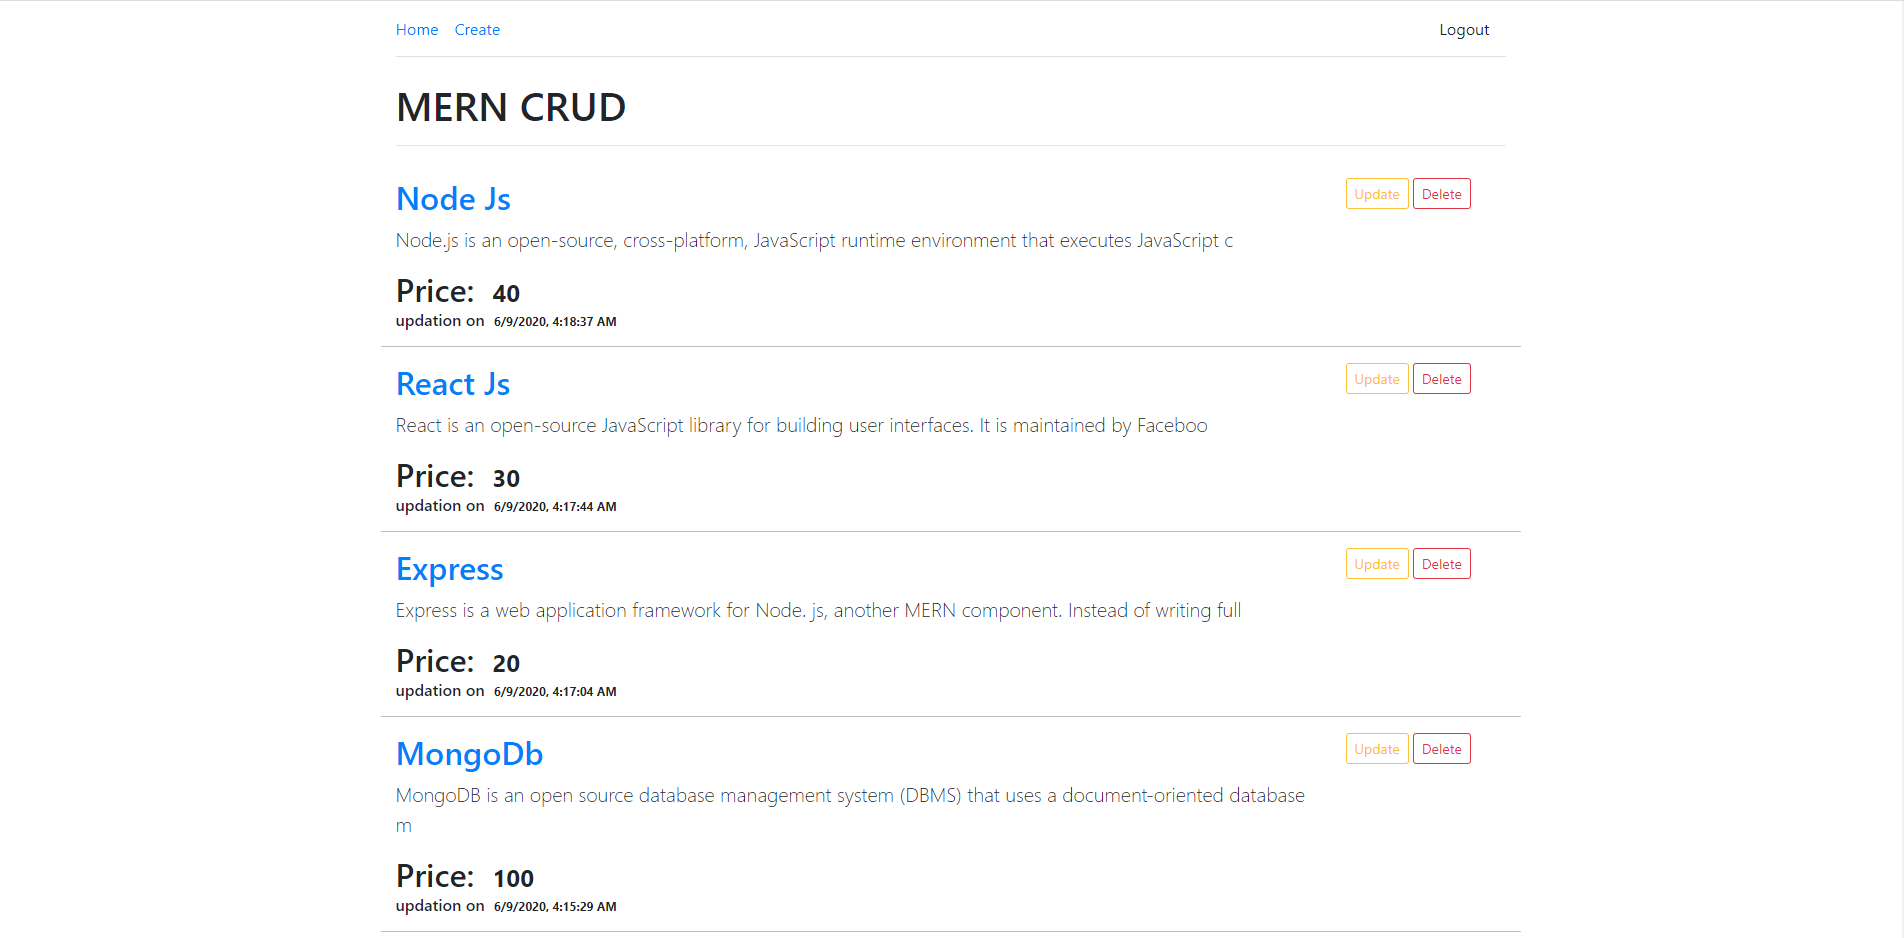 Home Create Logout
MERN CRUD
Node Js Update Delete
Node.js is an open-source, cross-platform, JavaScript runtime environment that executes JavaScript c
Price: 40
updation on 6/9/2020, 4:18:37 AM
React Js Update Delete
React is an open-source JavaScript library for building user interfaces. It is maintained by Faceboo
Price: 30
updation on 6/9/2020, 4:17:44 AM
Express Update Delete
Express is a web application framework for Node. js, another MERN component. Instead of writing full
Price: 20
updation on 6/9/2020, 4:17:04 AM
MongoDb Update Delete
MongoDB is an open source database management system (DBMS) that uses a document-oriented database
m
Price: 100
updation on 6/9/2020, 4:15:29 AM